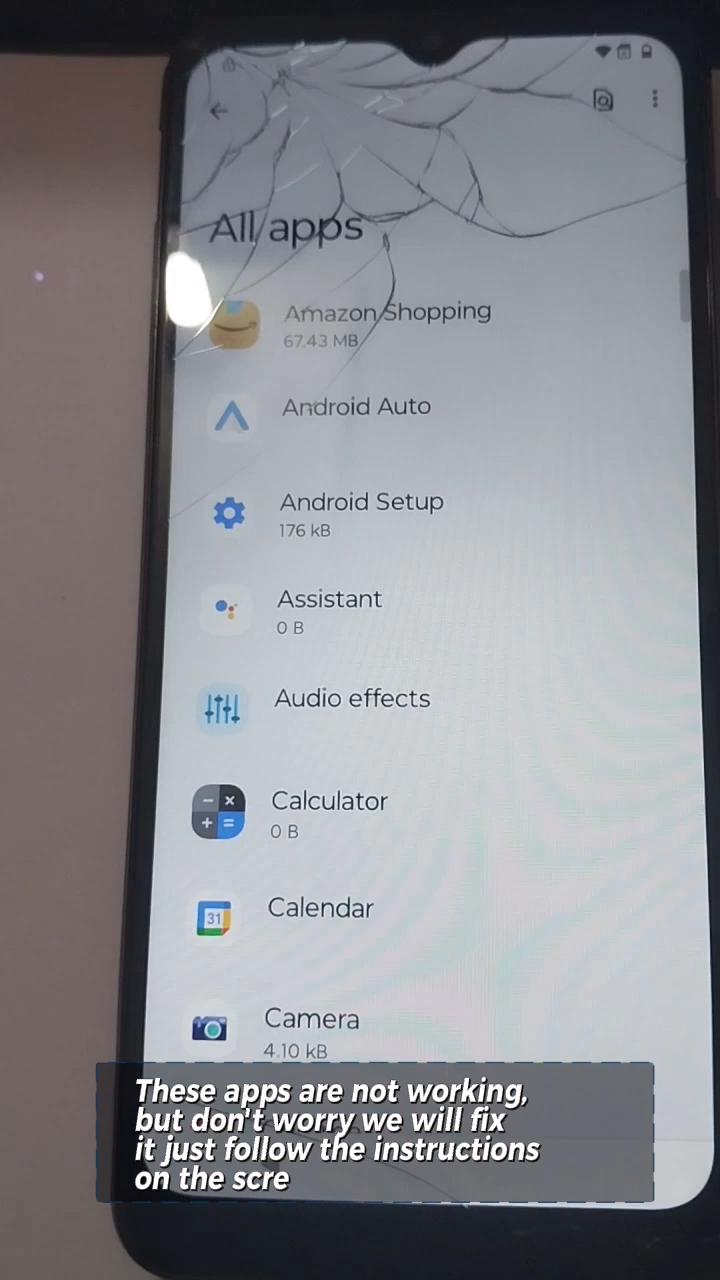 All apps
Amazon Shopping
67.43 MB
Android Auto
Android Setup
176 kB
Assistant
0 B
Audio effects
Calculator
0 B
31
Calendar
Camera
4.10 kB
These apps are not working,
but don't worry we will fix
it just follow the instructions
on the scre